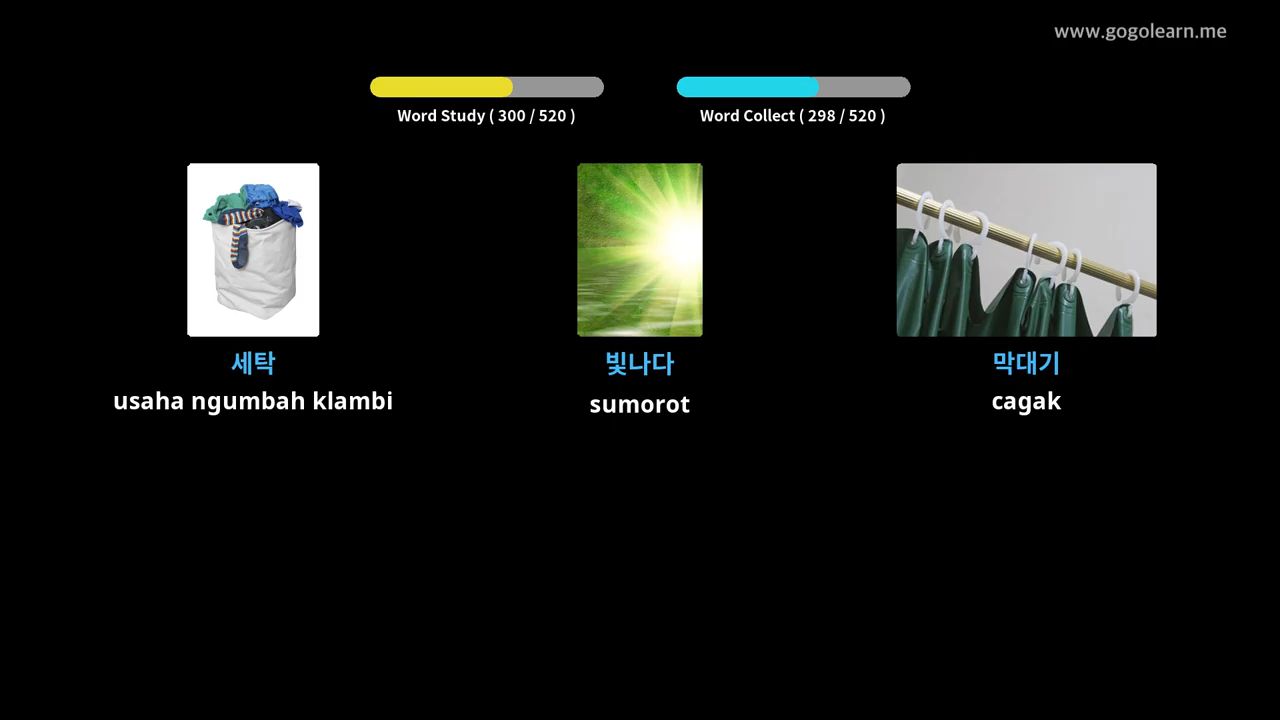 www.gogolearn.me
Word Study ( 300 / 520 )
Word Collect ( 298 / 520 )
세탁
빛나다
막대기
usaha ngumbah klambi
sumorot
cagak